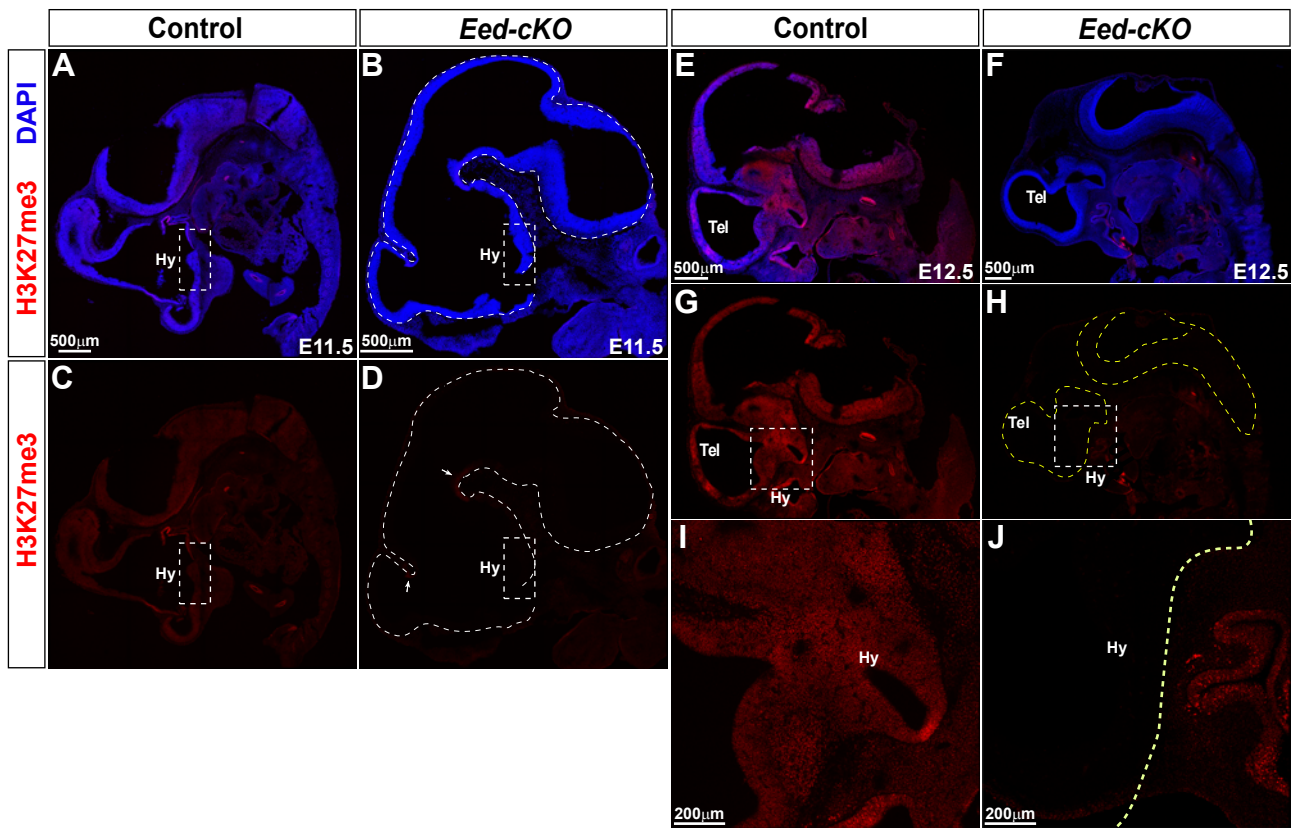 Control
Eed-cKO
Control
Eed-cKO
H3K27me3 DAPI
A
Hy
500μm
E11.5
B
Hy
500μm
E11.5
E
Tel
500μm
E12.5
F
Tel
500μm
E12.5
H3K27me3
C
Hy
D
Hy
G
Tel
Hy
H
Tel
Hy
I
Hy
200μm
J
Hy
200μm